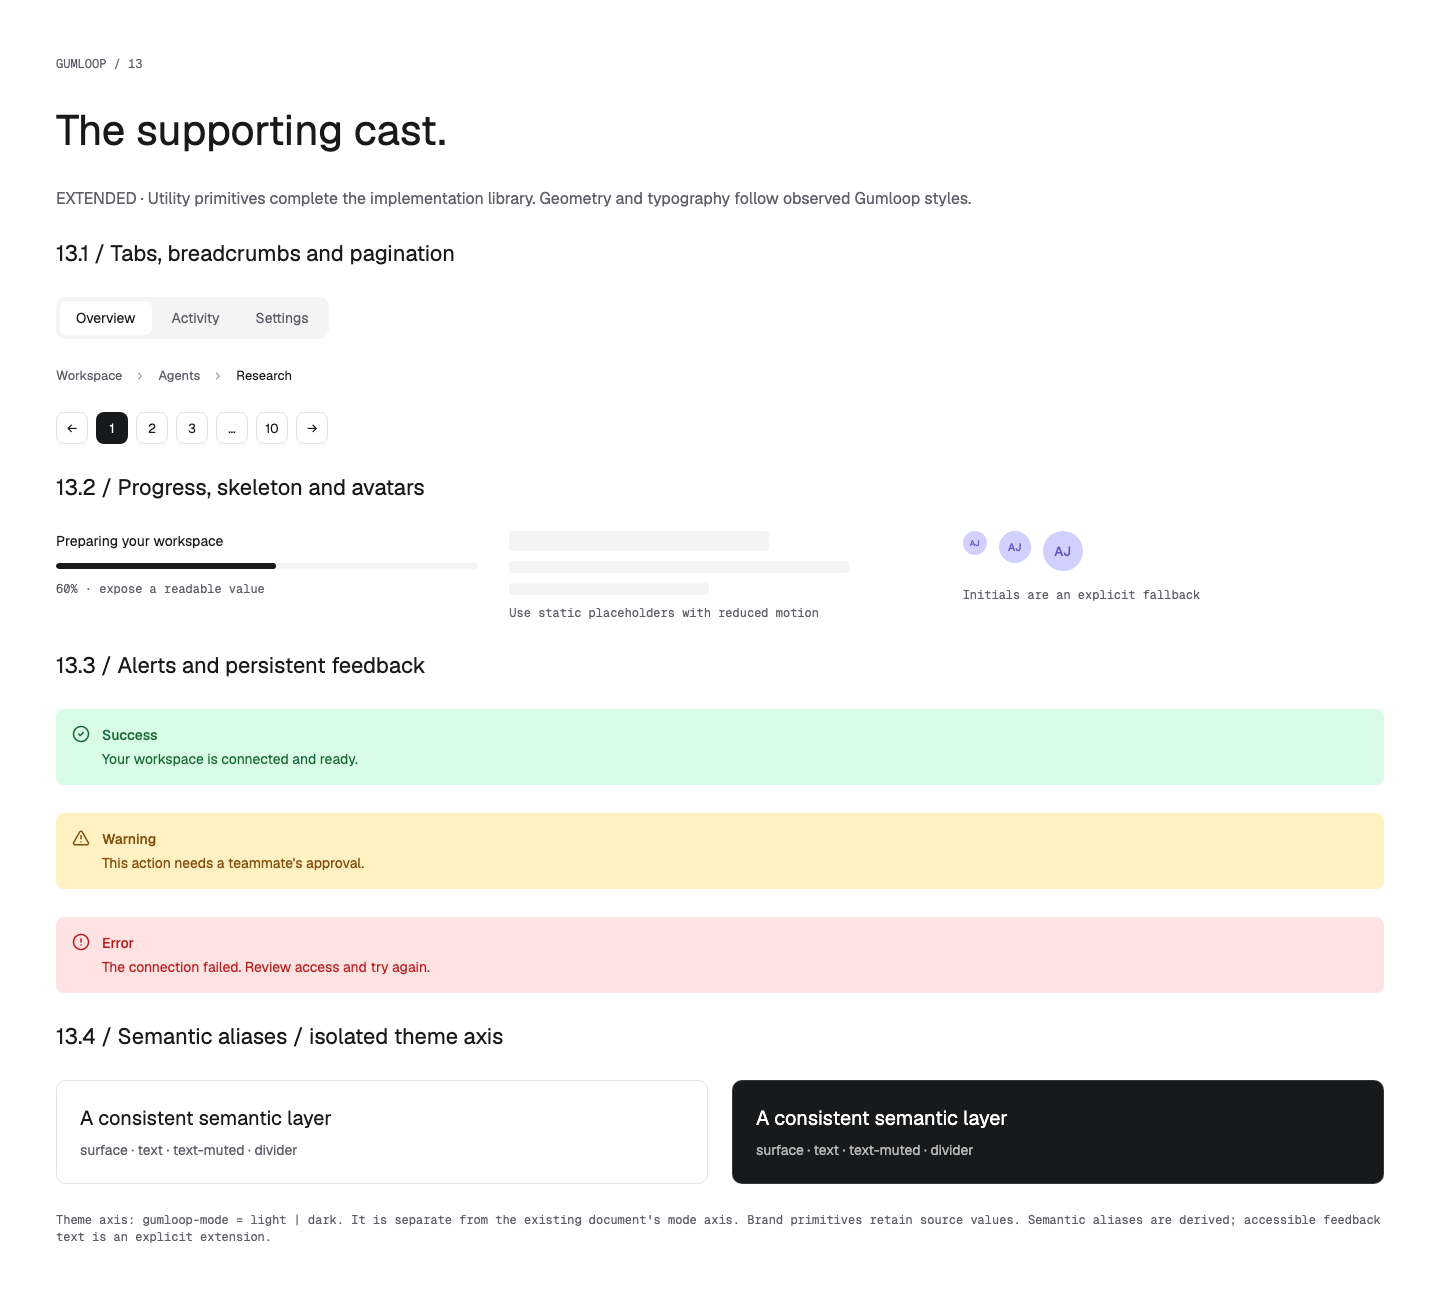 GUMLOOP / 13
The supporting cast.
EXTENDED · Utility primitives complete the implementation library. Geometry and typography follow observed Gumloop styles.
13.1 / Tabs, breadcrumbs and pagination
Overview Activity Settings
Workspace > Agents > Research
← 1 2 3 … 10 →
13.2 / Progress, skeleton and avatars
Preparing your workspace
60% · expose a readable value
Use static placeholders with reduced motion
AJ AJ AJ
Initials are an explicit fallback
13.3 / Alerts and persistent feedback
Success
Your workspace is connected and ready.
Warning
This action needs a teammate's approval.
Error
The connection failed. Review access and try again.
13.4 / Semantic aliases / isolated theme axis
A consistent semantic layer
surface · text · text-muted · divider
A consistent semantic layer
surface · text · text-muted · divider
Theme axis: gumloop-mode = light | dark. It is separate from the existing document's mode axis. Brand primitives retain source values. Semantic aliases are derived; accessible feedback
text is an explicit extension.